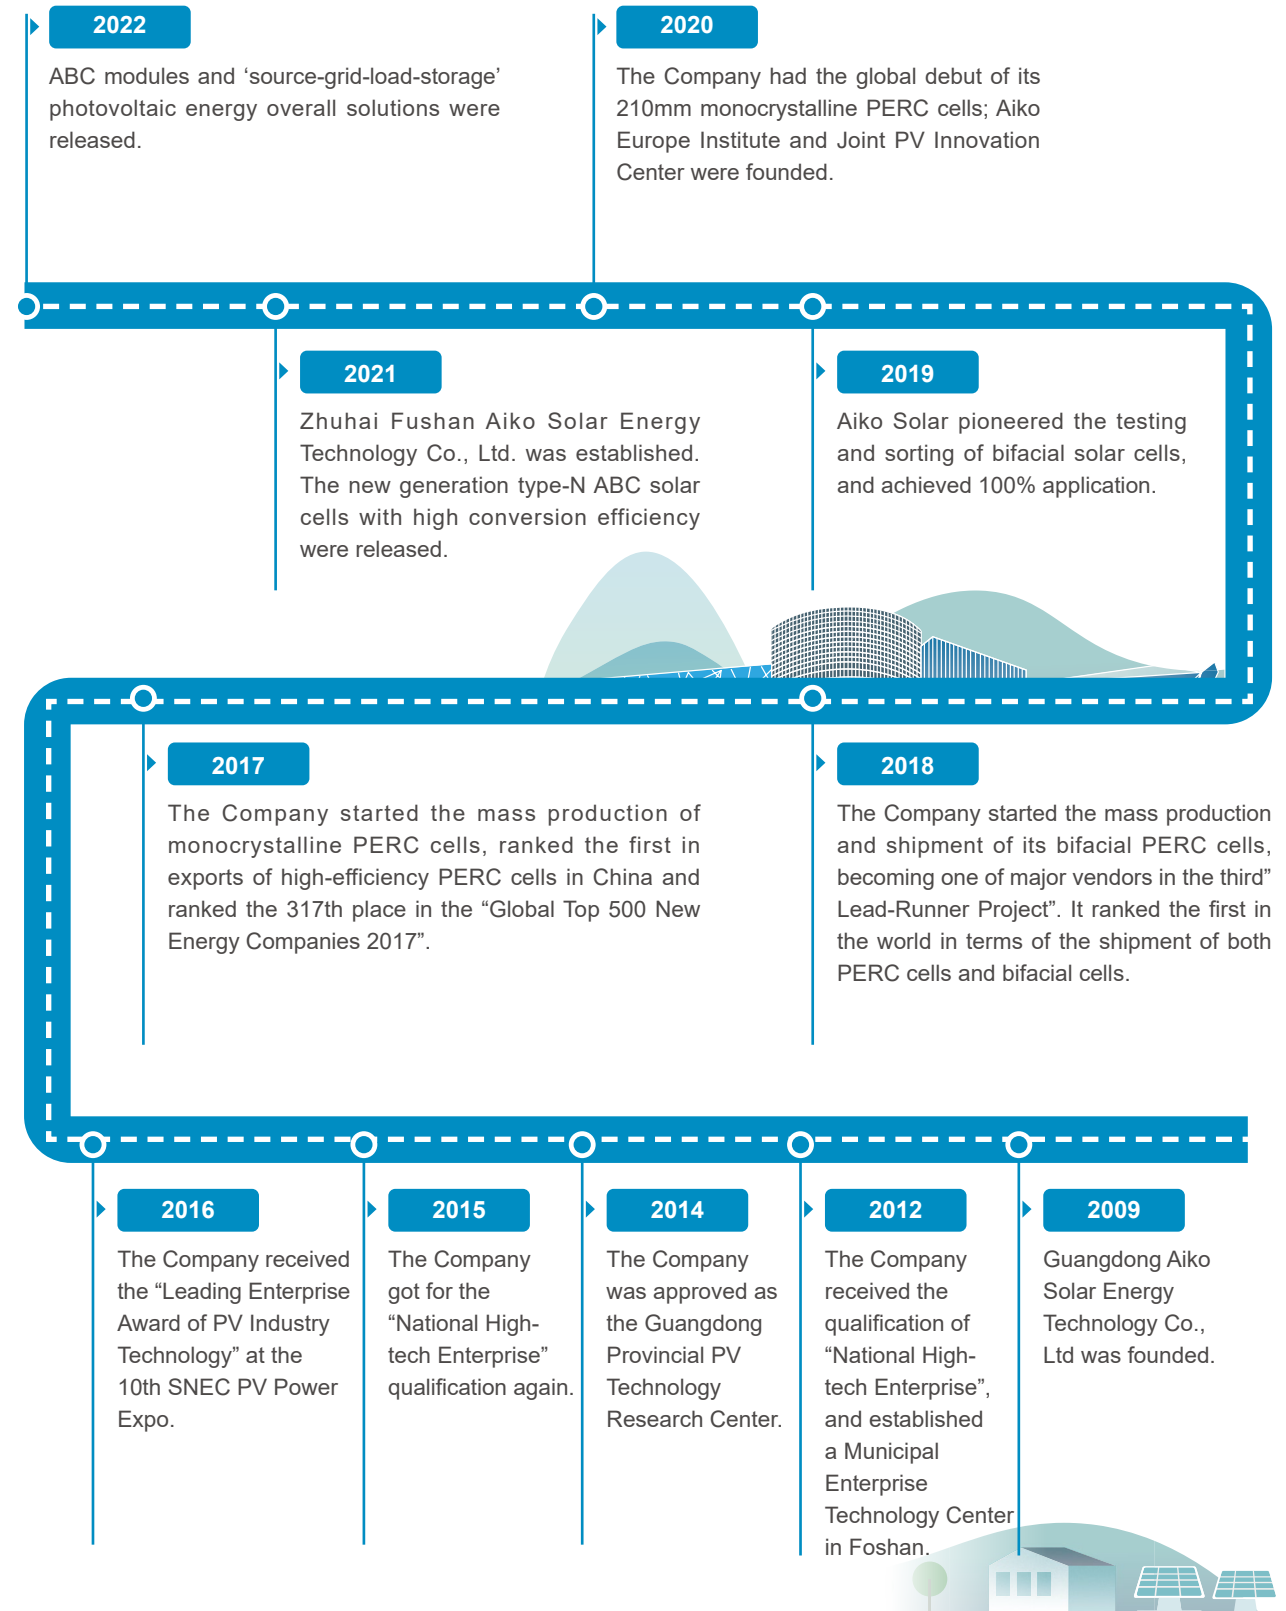 2022
ABC modules and ‘source-grid-load-storage’
photovoltaic energy overall solutions were
released.
2020
The Company had the global debut of its
210mm monocrystalline PERC cells; Aiko
Europe Institute and Joint PV Innovation
Center were founded.
2021
Zhuhai Fushan Aiko Solar Energy
Technology Co., Ltd. was established.
The new generation type-N ABC solar
cells with high conversion efficiency
were released.
2019
Aiko Solar pioneered the testing
and sorting of bifacial solar cells,
and achieved 100% application.
2017
The Company started the mass production of
monocrystalline PERC cells, ranked the first in
exports of high-efficiency PERC cells in China and
ranked the 317th place in the “Global Top 500 New
Energy Companies 2017”.
2018
The Company started the mass production
and shipment of its bifacial PERC cells,
becoming one of major vendors in the third”
Lead-Runner Project”. It ranked the first in
the world in terms of the shipment of both
PERC cells and bifacial cells.
2016
The Company received
the “Leading Enterprise
Award of PV Industry
Technology” at the
10th SNEC PV Power
Expo.
2015
The Company
got for the
“National High-
tech Enterprise”
qualification again.
2014
The Company
was approved as
the Guangdong
Provincial PV
Technology
Research Center.
2012
The Company
received the
qualification of
“National High-
tech Enterprise”,
and established
a Municipal
Enterprise
Technology Center
in Foshan.
2009
Guangdong Aiko
Solar Energy
Technology Co.,
Ltd was founded.